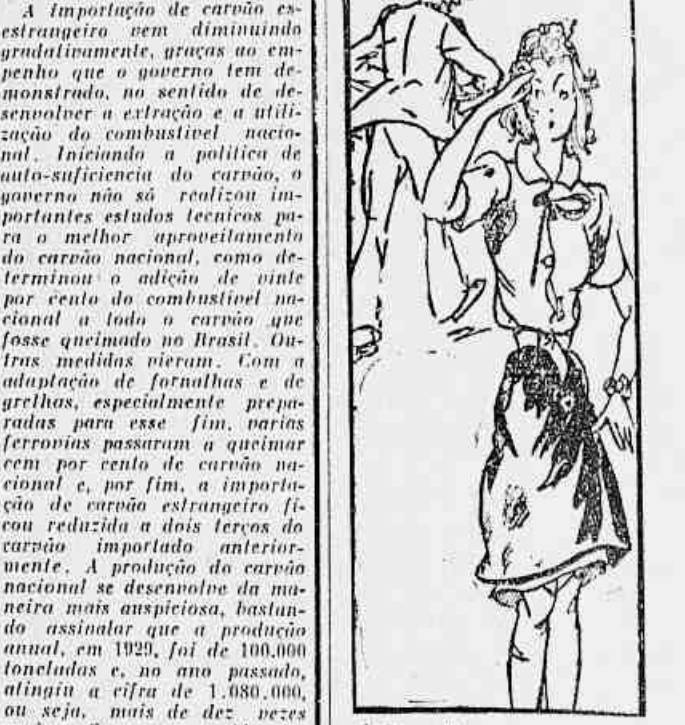 A importação de carvão es-
estrangeiro vem diminuindo
gradativamente, graças ao em-
penho que o governo tem de-
monstrado, no sentido de de-
senvolver a extração e a utili-
zação do combustivel nacio-
nal. Iniciando a politica de
auto-suficiencia do carvão, o
governo não só realizou im-
portantes estudos tecnicos pa-
ra o melhor aproveitamento
do carvão nacional, como de-
terminou o adição de vinte
por cento do combustivel na-
cional a todo o carvão que
fosse queimado no Brasil. Ou-
tras medidas vieram. Com a
adaptação de fornalhas e de
grelhas, especialmente prepa-
radas para esse fim, varias
ferrovias passaram a queimar
cem por cento de carvão na-
cional e, por fim, a importa-
ção de carvão estrangeiro fi-
cou reduzida a dois terços do
carvão importado anterior-
mente. A produção do carvão
nacional se desenvolve da ma-
neira mais auspiciosa, bastan-
do assinalar que a produção
annual, em 1929, foi de 100.000
toneladas e, no ano passado,
atingiu a cifra de 1.080.000,
ou seja, mais de dez vezes